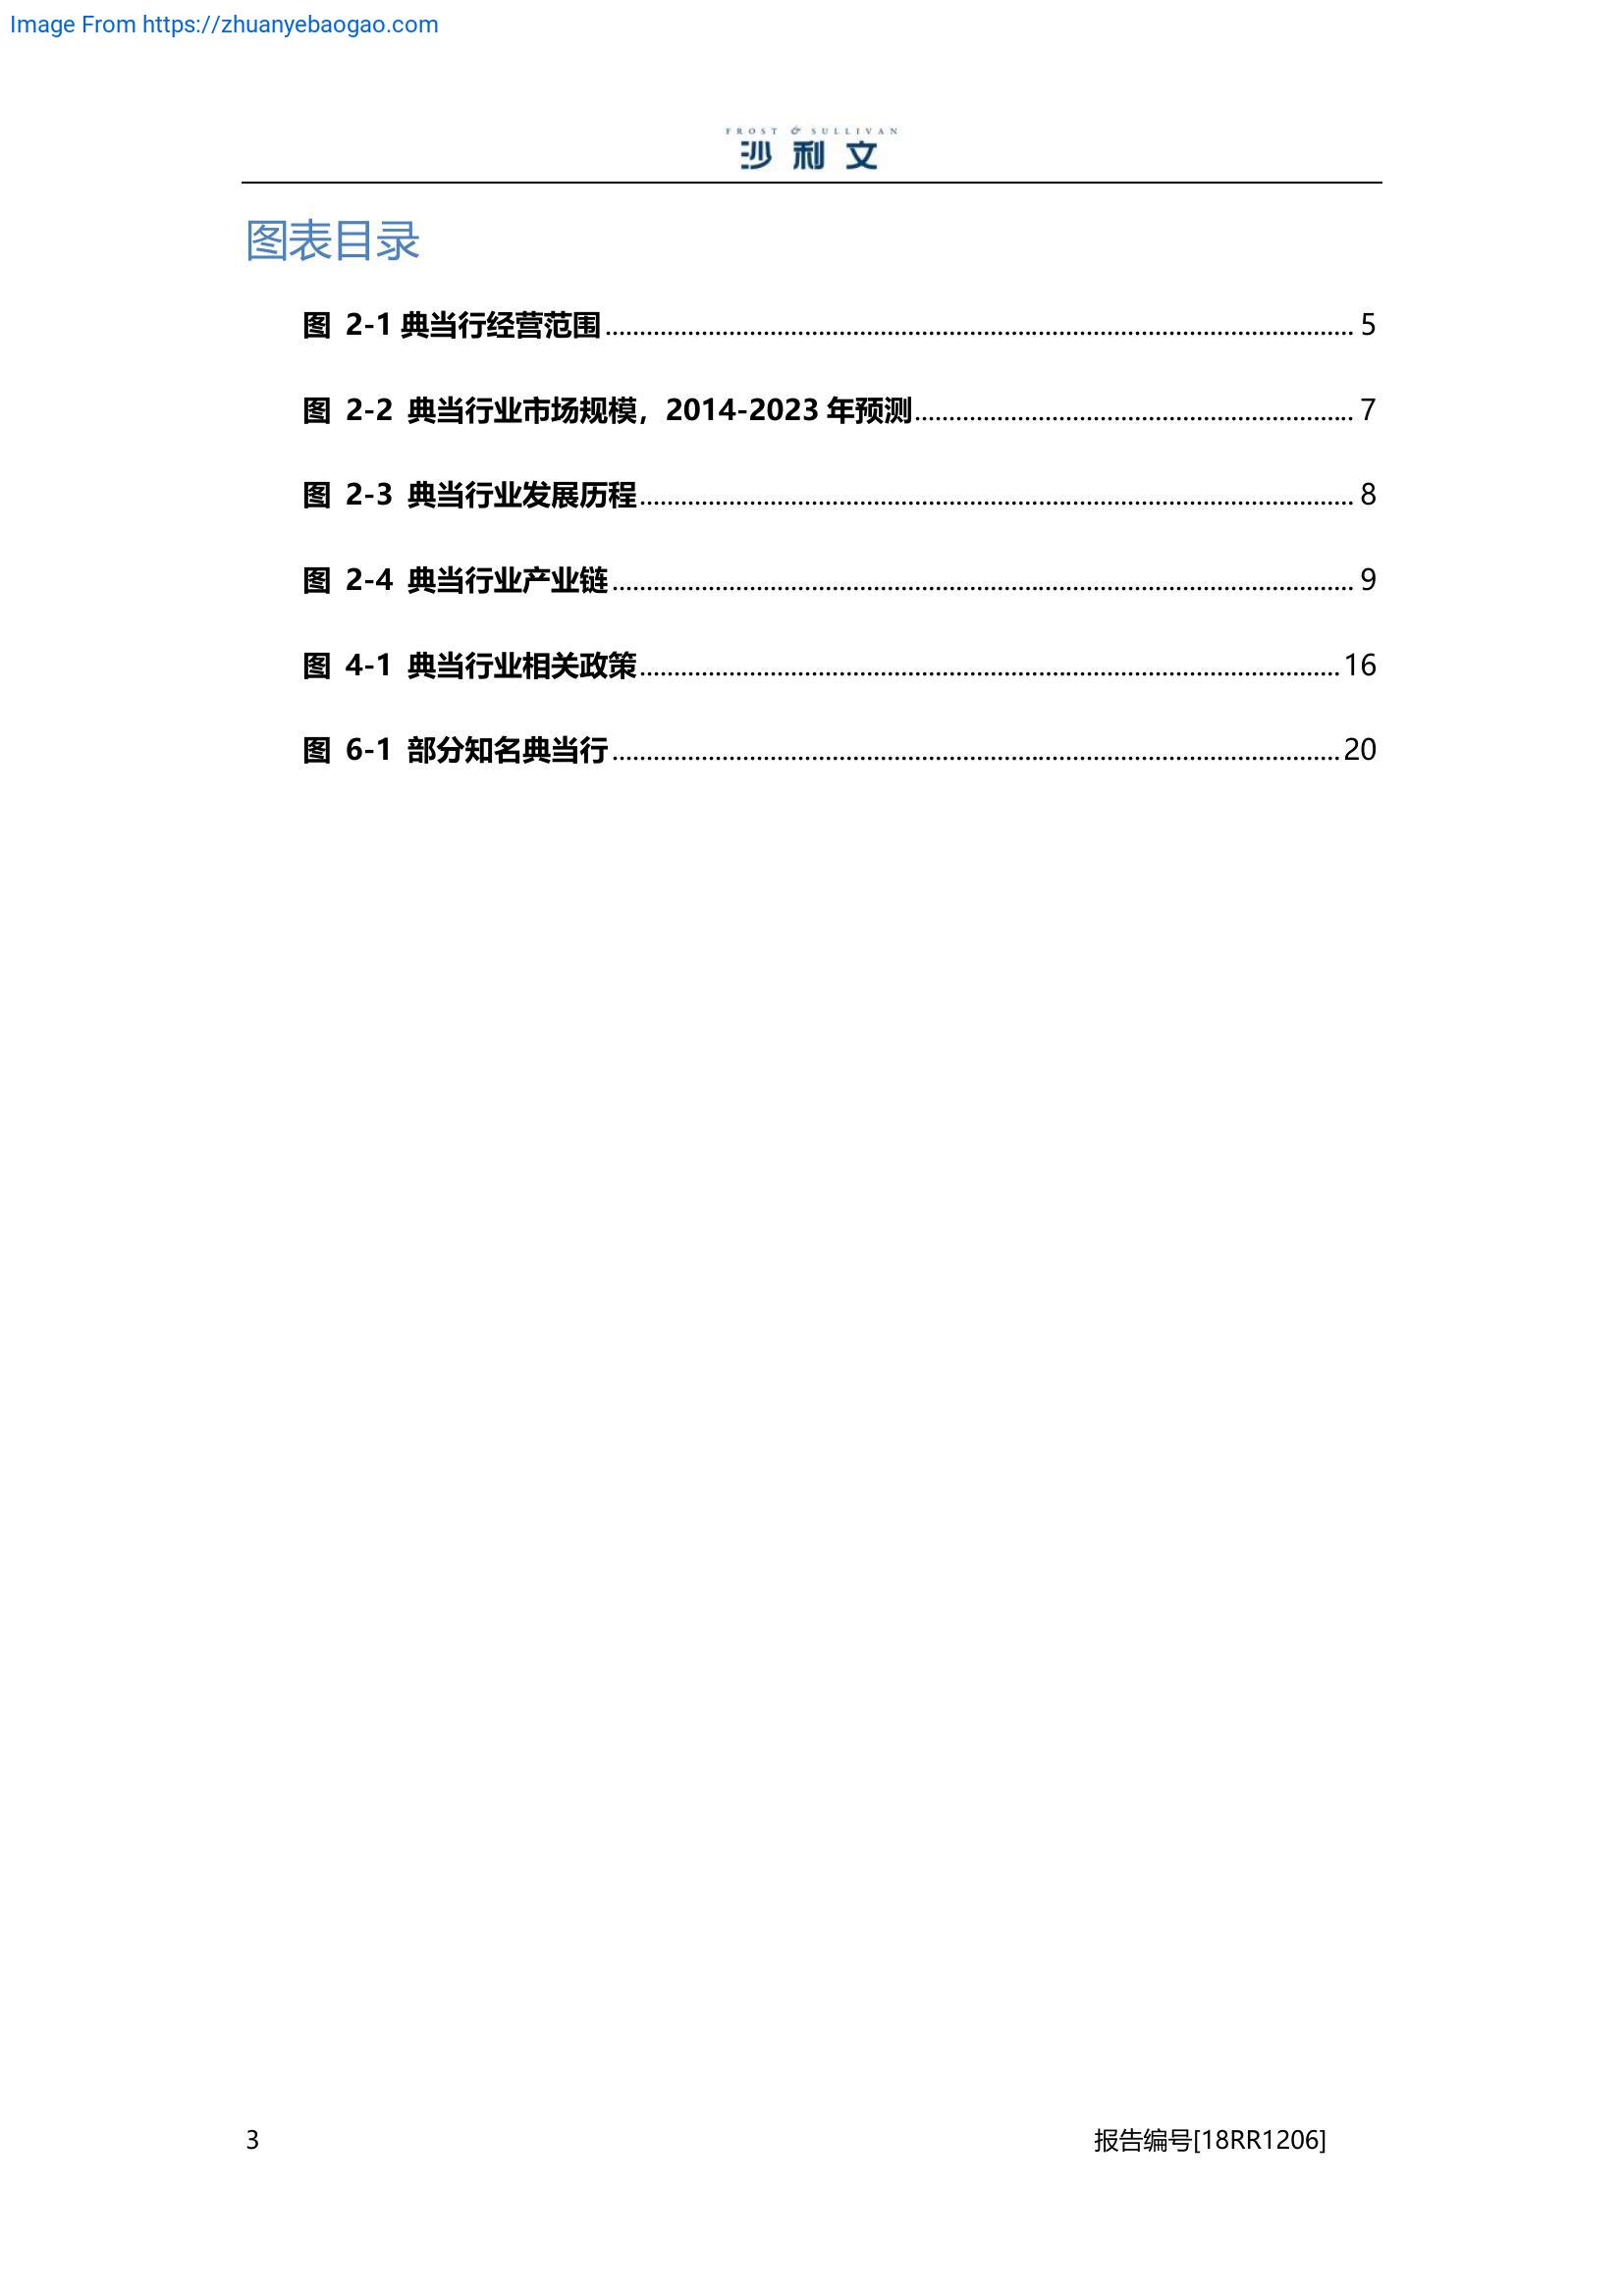 Image From https://zhuanyebaogao.com
FROST & SULLIVAN
沙利文
图表目录
图 2-1 典当行经营范围 5
图 2-2 典当行业市场规模，2014-2023 年预测 7
图 2-3 典当行业发展历程 8
图 2-4 典当行业产业链 9
图 4-1 典当行业相关政策 16
图 6-1 部分知名典当行 20
3 报告编号[18RR1206]